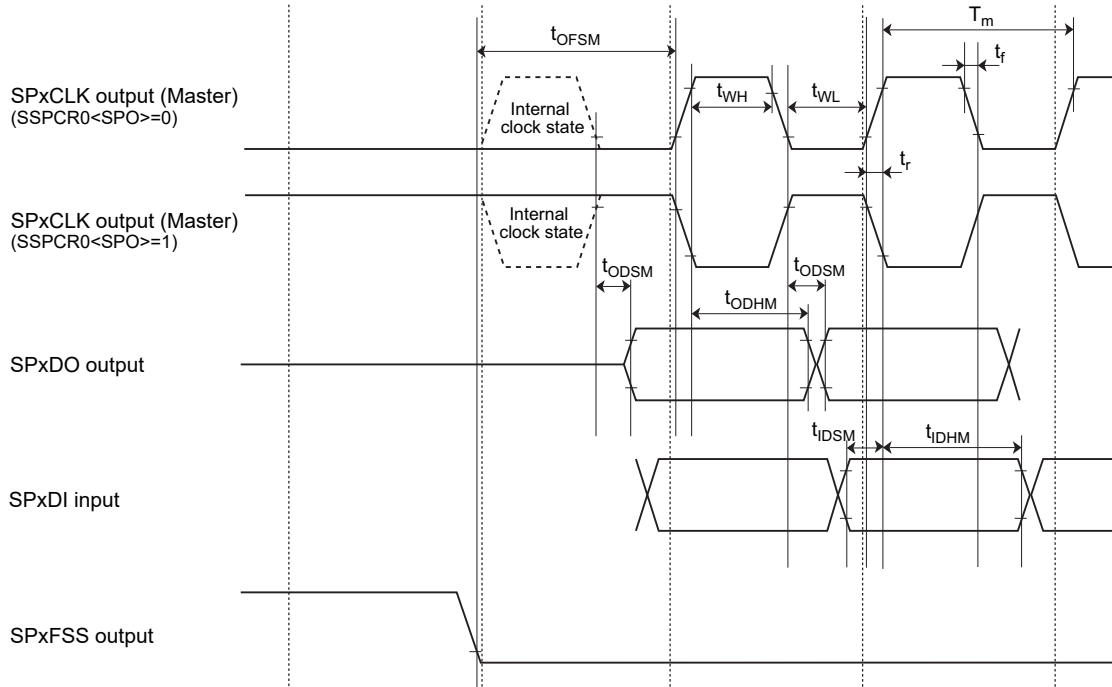 T_m
t_OFSM
t_f
SPxCLK output (Master)
(SSPCR0<SPO>=0)
Internal
clock state
t_WH
t_WL
t_r
SPxCLK output (Master)
(SSPCR0<SPO>=1)
Internal
clock state
t_ODSM
t_ODSM
t_ODHM
SPxDO output
t_IDSM
t_IDHM
SPxDI input
SPxFSS output